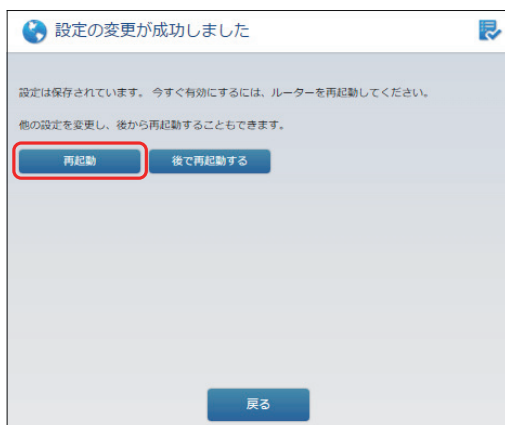 設定の変更が成功しました
設定は保存されています。 今すぐ有効にするには、ルーターを再起動してください。
他の設定を変更し、後から再起動することもできます。
再起動 後で再起動する
戻る